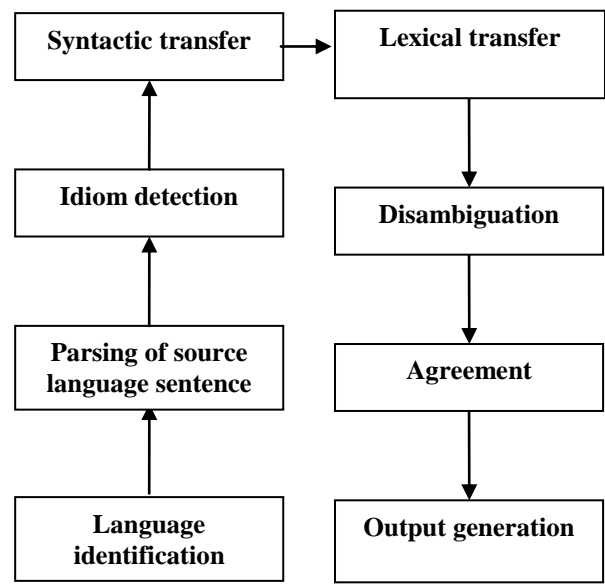 Syntactic transfer
Lexical transfer
Idiom detection
Disambiguation
Parsing of source
language sentence
Agreement
Language
identification
Output generation